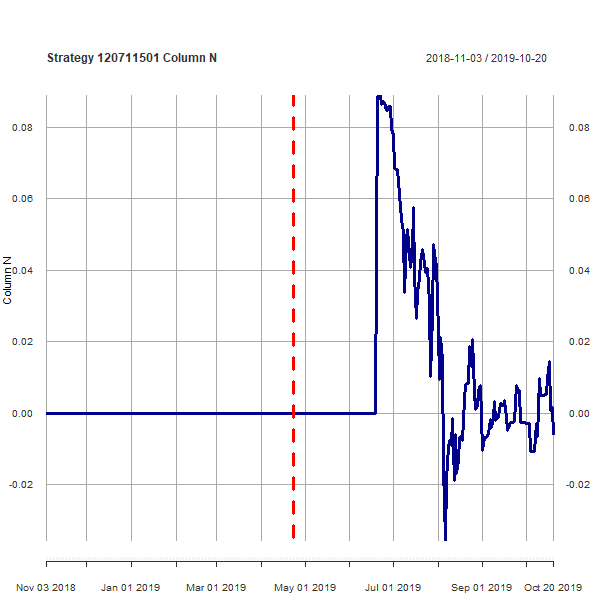 Strategy 120711501 Column N
2018-11-03 / 2019-10-20
Column N
0.08
0.06
0.04
0.02
0.00
-0.02
0.08
0.06
0.04
0.02
0.00
-0.02
Nov 03 2018
Jan 01 2019
Mar 01 2019
May 01 2019
Jul 01 2019
Sep 01 2019
Oct 20 2019